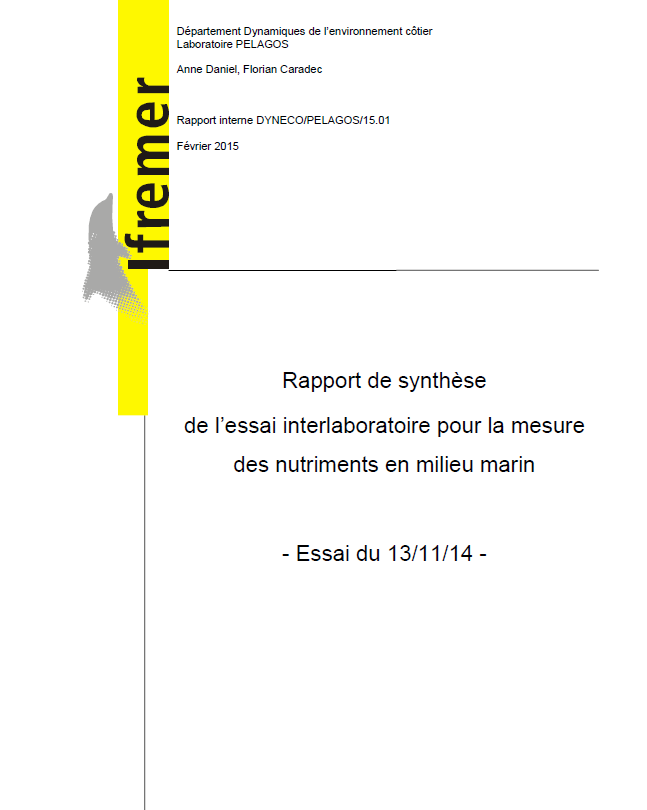 Département Dynamiques de l'environnement côtier
Laboratoire PELAGOS
Anne Daniel, Florian Caradec
Rapport interne DYNECO/PELAGOS/15.01
Février 2015
Ifremer
Rapport de synthèse
de l'essai interlaboratoire pour la mesure
des nutriments en milieu marin
- Essai du 13/11/14 -